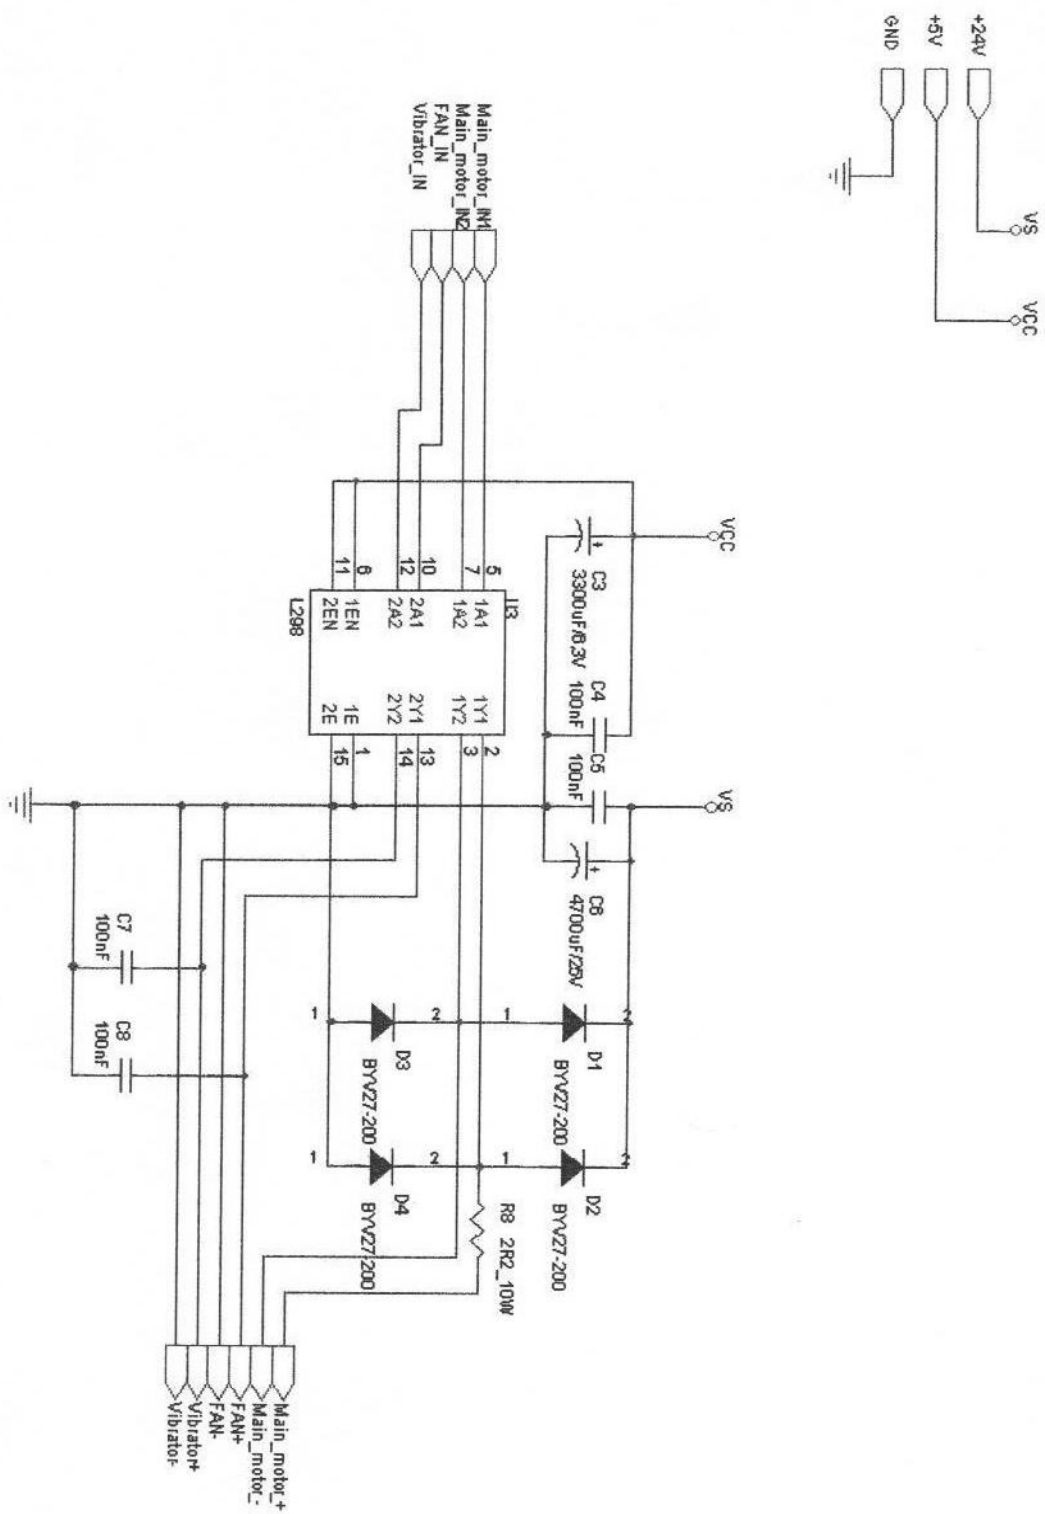 +24V
+5V
GND
VS
VCC
Main_motor_IN1
Main_motor_IN2
FAN_IN
Vibrator_IN
VCC
C3
3300uF/6.3V
C4
100nF
C5
100nF
VS
C6
4700uF/25V
U3
5
7
10
12
6
11
1A1
1A2
2A1
2A2
1EN
2EN
1Y1
1Y2
2Y1
2Y2
1E
2E
2
3
13
14
1
15
L298
1
2
D3
BYV27-200
1
2
D1
BYV27-200
1
2
D4
BYV27-200
1
2
D2
BYV27-200
R8 2R2_10W
C7
100nF
C8
100nF
Main_motor_+
Main_motor_-
FAN+
FAN-
Vibrator+
Vibrator-